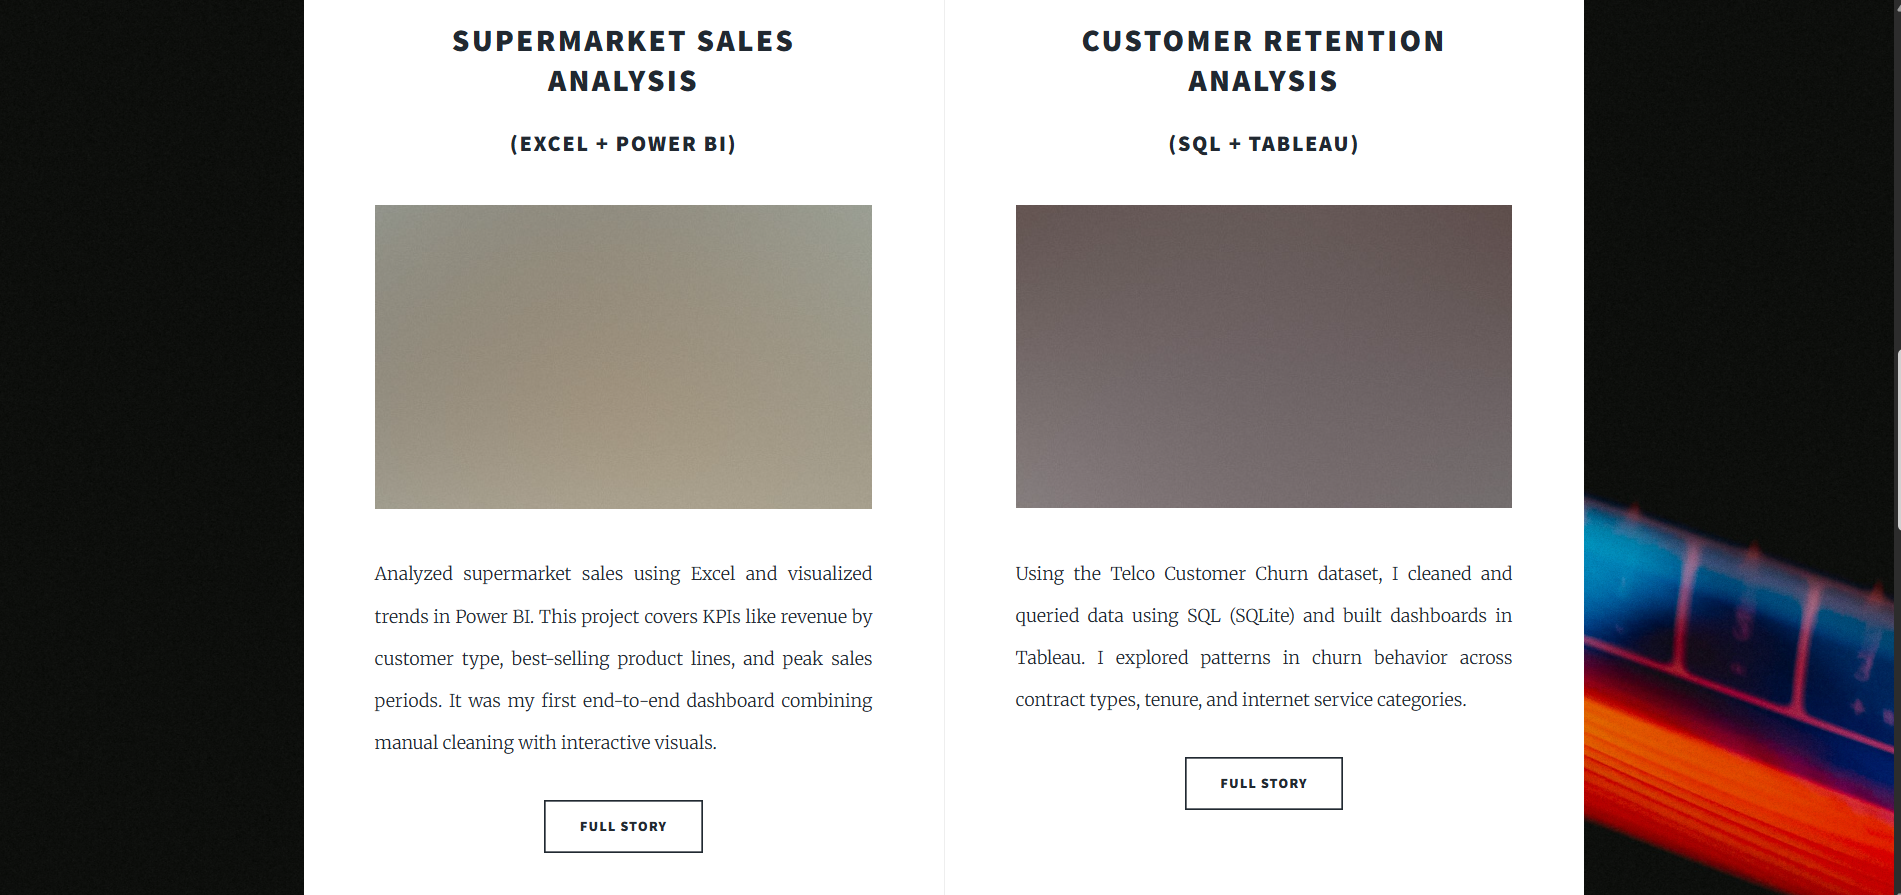 SUPERMARKET SALES
ANALYSIS
(EXCEL + POWER BI)
Analyzed supermarket sales using Excel and visualized
trends in Power BI. This project covers KPIs like revenue by
customer type, best-selling product lines, and peak sales
periods. It was my first end-to-end dashboard combining
manual cleaning with interactive visuals.
FULL STORY
CUSTOMER RETENTION
ANALYSIS
(SQL + TABLEAU)
Using the Telco Customer Churn dataset, I cleaned and
queried data using SQL (SQLite) and built dashboards in
Tableau. I explored patterns in churn behavior across
contract types, tenure, and internet service categories.
FULL STORY